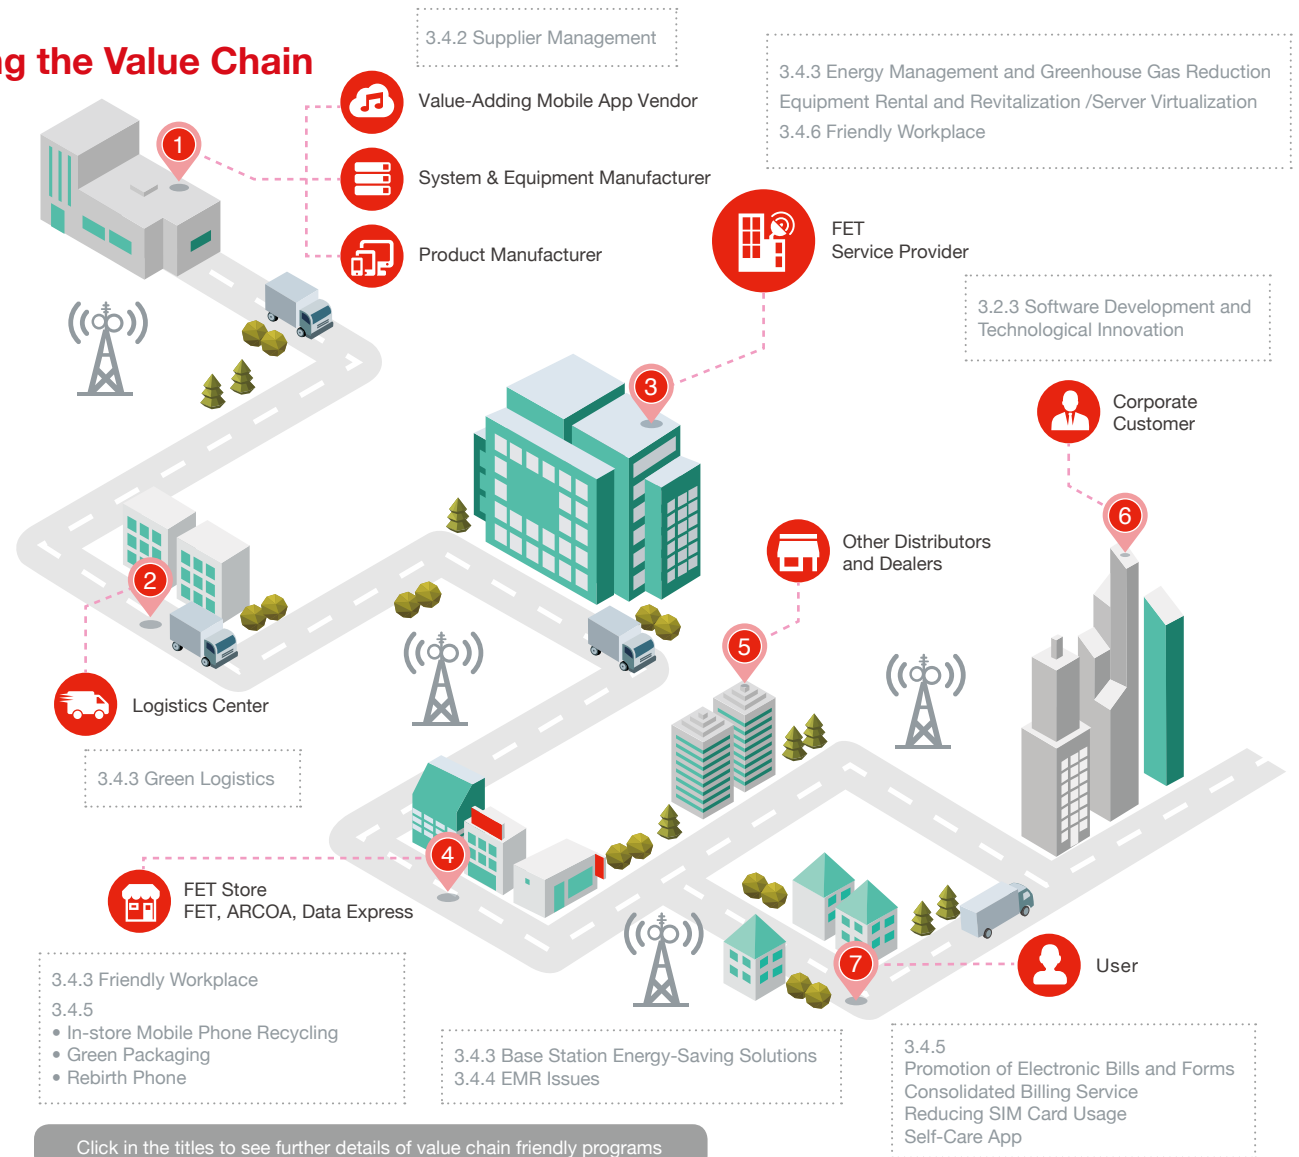 ng the Value Chain
3.4.2 Supplier Management
Value-Adding Mobile App Vendor
System & Equipment Manufacturer
Product Manufacturer
1
3.4.3 Energy Management and Greenhouse Gas Reduction
Equipment Rental and Revitalization /Server Virtualization
3.4.6 Friendly Workplace
FET
Service Provider
3
3.2.3 Software Development and
Technological Innovation
Corporate
Customer
6
2
Logistics Center
3.4.3 Green Logistics
Other Distributors
and Dealers
5
4
FET Store
FET, ARCOA, Data Express
3.4.3 Friendly Workplace
3.4.5
• In-store Mobile Phone Recycling
• Green Packaging
• Rebirth Phone
3.4.3 Base Station Energy-Saving Solutions
3.4.4 EMR Issues
7
User
3.4.5
Promotion of Electronic Bills and Forms
Consolidated Billing Service
Reducing SIM Card Usage
Self-Care App
Click in the titles to see further details of value chain friendly programs